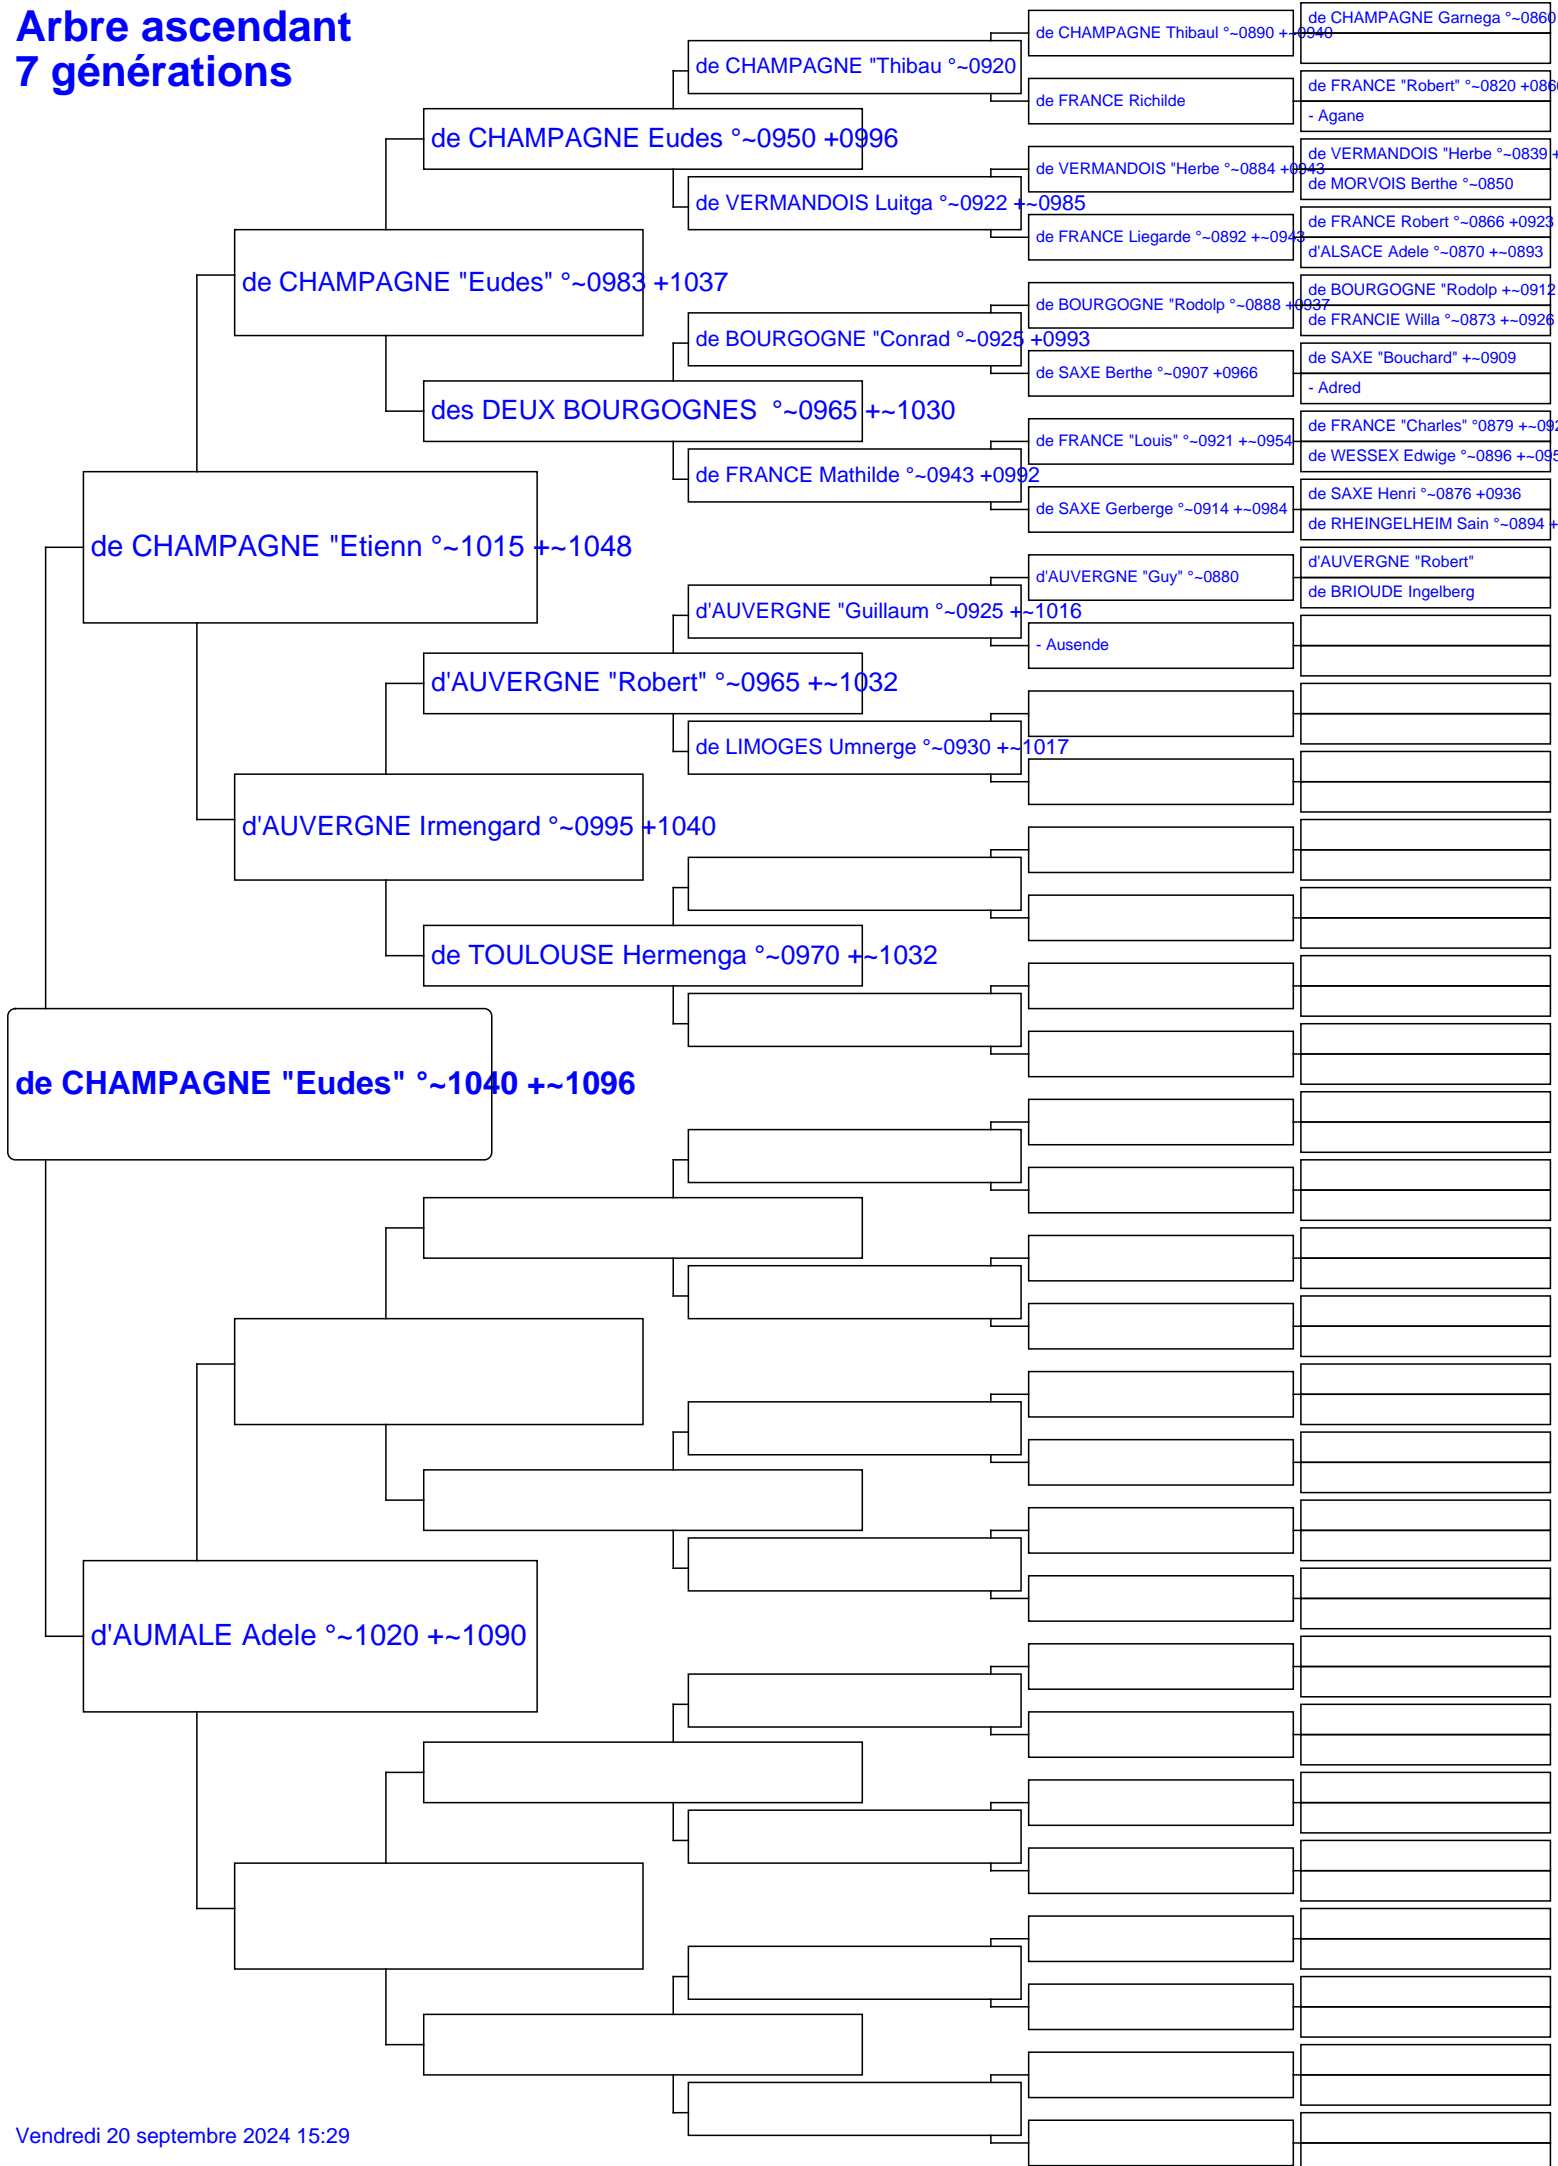 Arbre ascendant
7 générations
de CHAMPAGNE Garnega °~0860
de CHAMPAGNE Thibaul °~0890 +~0940
de CHAMPAGNE "Thibau °~0920
de FRANCE "Robert" °~0820 +086
de FRANCE Richilde
- Agane
de CHAMPAGNE Eudes °~0950 +0996
de VERMANDOIS "Herbe °~0839 +
de VERMANDOIS "Herbe °~0884 +0943
de MORVOIS Berthe °~0850
de VERMANDOIS Luitga °~0922 +~0985
de FRANCE Robert °~0866 +0923
de FRANCE Liegarde °~0892 +~0943
d'ALSACE Adele °~0870 +~0893
de CHAMPAGNE "Eudes" °~0983 +1037
de BOURGOGNE "Rodolp +~0912
de BOURGOGNE "Rodolp °~0888 +0937
de FRANCIE Willa °~0873 +~0926
de BOURGOGNE "Conrad °~0925 +0993
de SAXE "Bouchard" +~0909
de SAXE Berthe °~0907 +0966
- Adred
des DEUX BOURGOGNES  °~0965 +~1030
de FRANCE "Charles" °0879 +~092
de FRANCE "Louis" °~0921 +~0954
de WESSEX Edwige °~0896 +~095
de FRANCE Mathilde °~0943 +0992
de SAXE Henri °~0876 +0936
de SAXE Gerberge °~0914 +~0984
de RHEINGELHEIM Sain °~0894 +
de CHAMPAGNE "Etienn °~1015 +~1048
d'AUVERGNE "Robert"
d'AUVERGNE "Guy" °~0880
de BRIOUDE Ingelberg
d'AUVERGNE "Guillaum °~0925 +~1016
- Ausende
d'AUVERGNE "Robert" °~0965 +~1032
de LIMOGES Umnerge °~0930 +~1017
d'AUVERGNE Irmengard °~0995 +1040
de TOULOUSE Hermenga °~0970 +~1032
de CHAMPAGNE "Eudes" °~1040 +~1096
d'AUMALE Adele °~1020 +~1090
Vendredi 20 septembre 2024 15:29